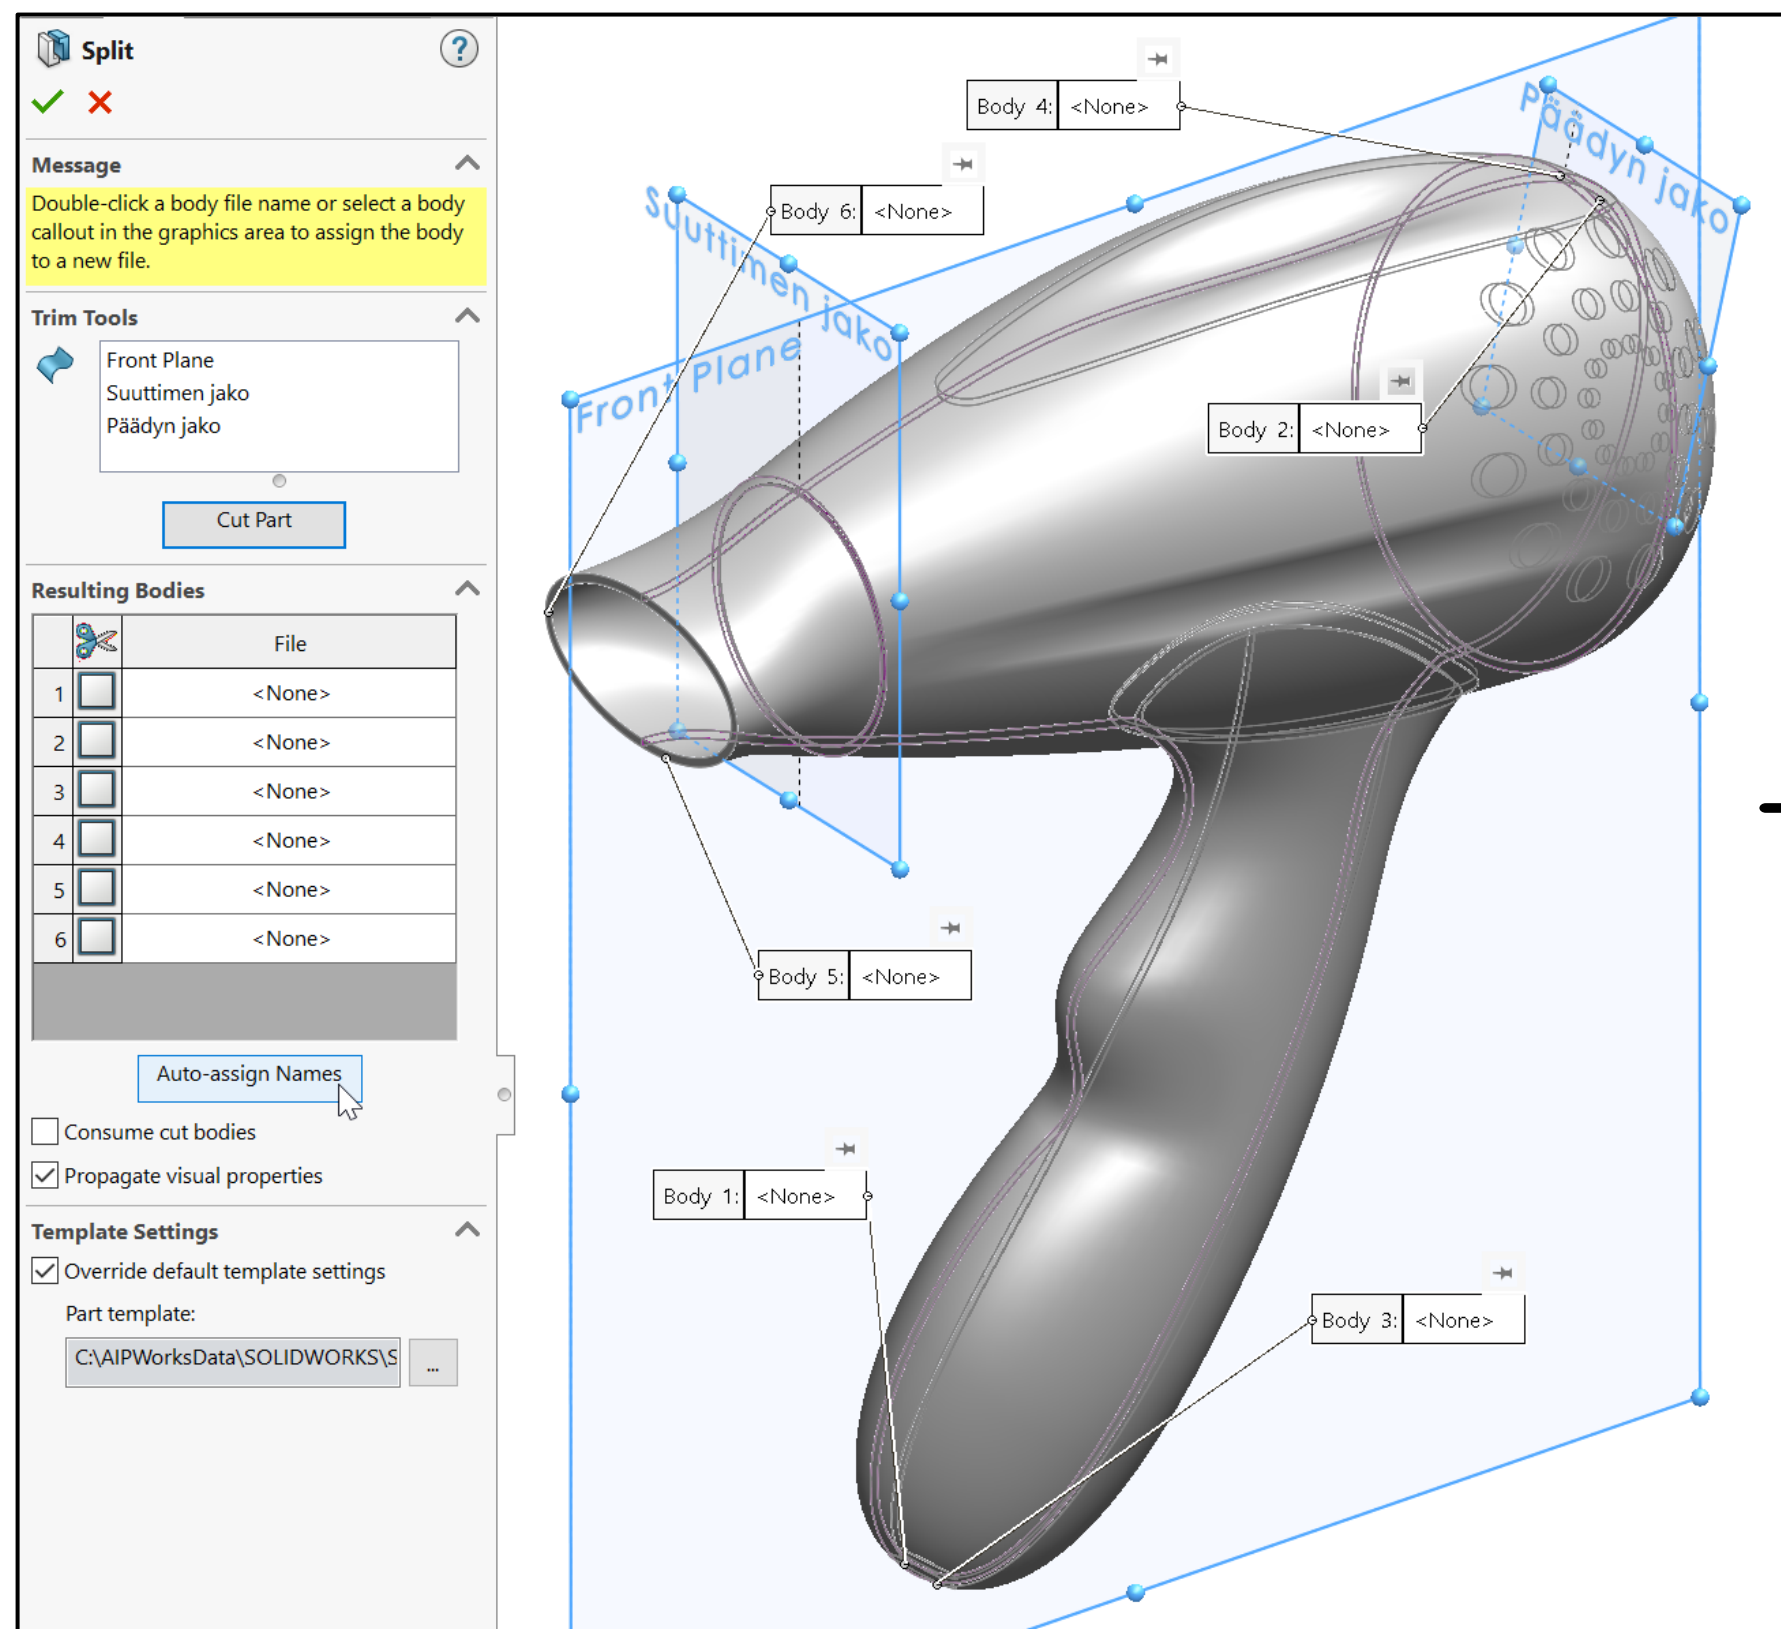 Split
?
Message
Double-click a body file name or select a body
callout in the graphics area to assign the body
to a new file.
Trim Tools
Front Plane
Suuttimen jako
Päädyn jako
Cut Part
Resulting Bodies
File
1 <None>
2 <None>
3 <None>
4 <None>
5 <None>
6 <None>
Auto-assign Names
Consume cut bodies
Propagate visual properties
Template Settings
Override default template settings
Part template:
C:\AIPWorksData\SOLIDWORKS\S
...
Body 4: <None>
Päädyn jako
Body 6: <None>
Suuttimen jako
Front Plane
Body 2: <None>
Body 5: <None>
Body 1: <None>
Body 3: <None>